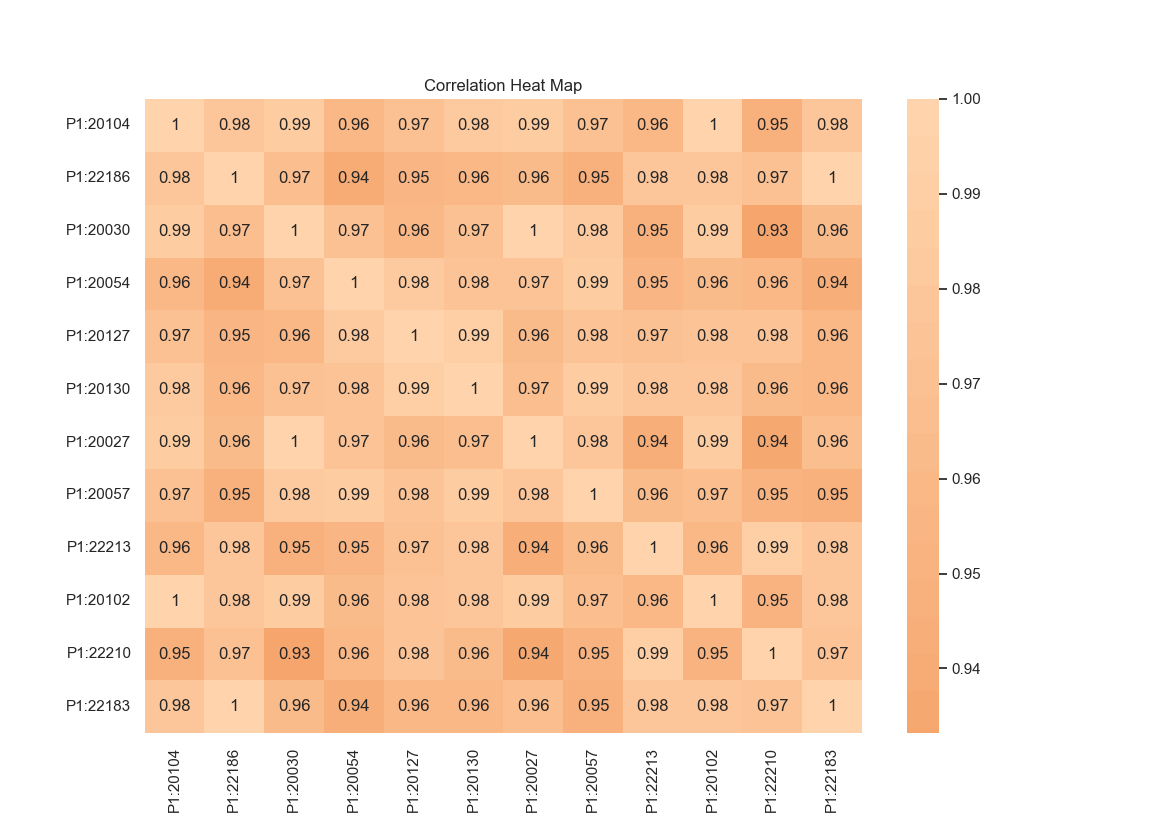 Correlation Heat Map
P1:20104 1 0.98 0.99 0.96 0.97 0.98 0.99 0.97 0.96 1 0.95 0.98
P1:22186 0.98 1 0.97 0.94 0.95 0.96 0.96 0.95 0.98 0.98 0.97 1
P1:20030 0.99 0.97 1 0.97 0.96 0.97 1 0.98 0.95 0.99 0.93 0.96
P1:20054 0.96 0.94 0.97 1 0.98 0.98 0.97 0.99 0.95 0.96 0.96 0.94
P1:20127 0.97 0.95 0.96 0.98 1 0.99 0.96 0.98 0.97 0.98 0.98 0.96
P1:20130 0.98 0.96 0.97 0.98 0.99 1 0.97 0.99 0.98 0.98 0.96 0.96
P1:20027 0.99 0.96 1 0.97 0.96 0.97 1 0.98 0.94 0.99 0.94 0.96
P1:20057 0.97 0.95 0.98 0.99 0.98 0.99 0.98 1 0.96 0.97 0.95 0.95
P1:22213 0.96 0.98 0.95 0.95 0.97 0.98 0.94 0.96 1 0.96 0.99 0.98
P1:20102 1 0.98 0.99 0.96 0.98 0.98 0.99 0.97 0.96 1 0.95 0.98
P1:22210 0.95 0.97 0.93 0.96 0.98 0.96 0.94 0.95 0.99 0.95 1 0.97
P1:22183 0.98 1 0.96 0.94 0.96 0.96 0.96 0.95 0.98 0.98 0.97 1
P1:20104 P1:22186 P1:20030 P1:20054 P1:20127 P1:20130 P1:20027 P1:20057 P1:22213 P1:20102 P1:22210 P1:22183
1.00
0.99
0.98
0.97
0.96
0.95
0.94